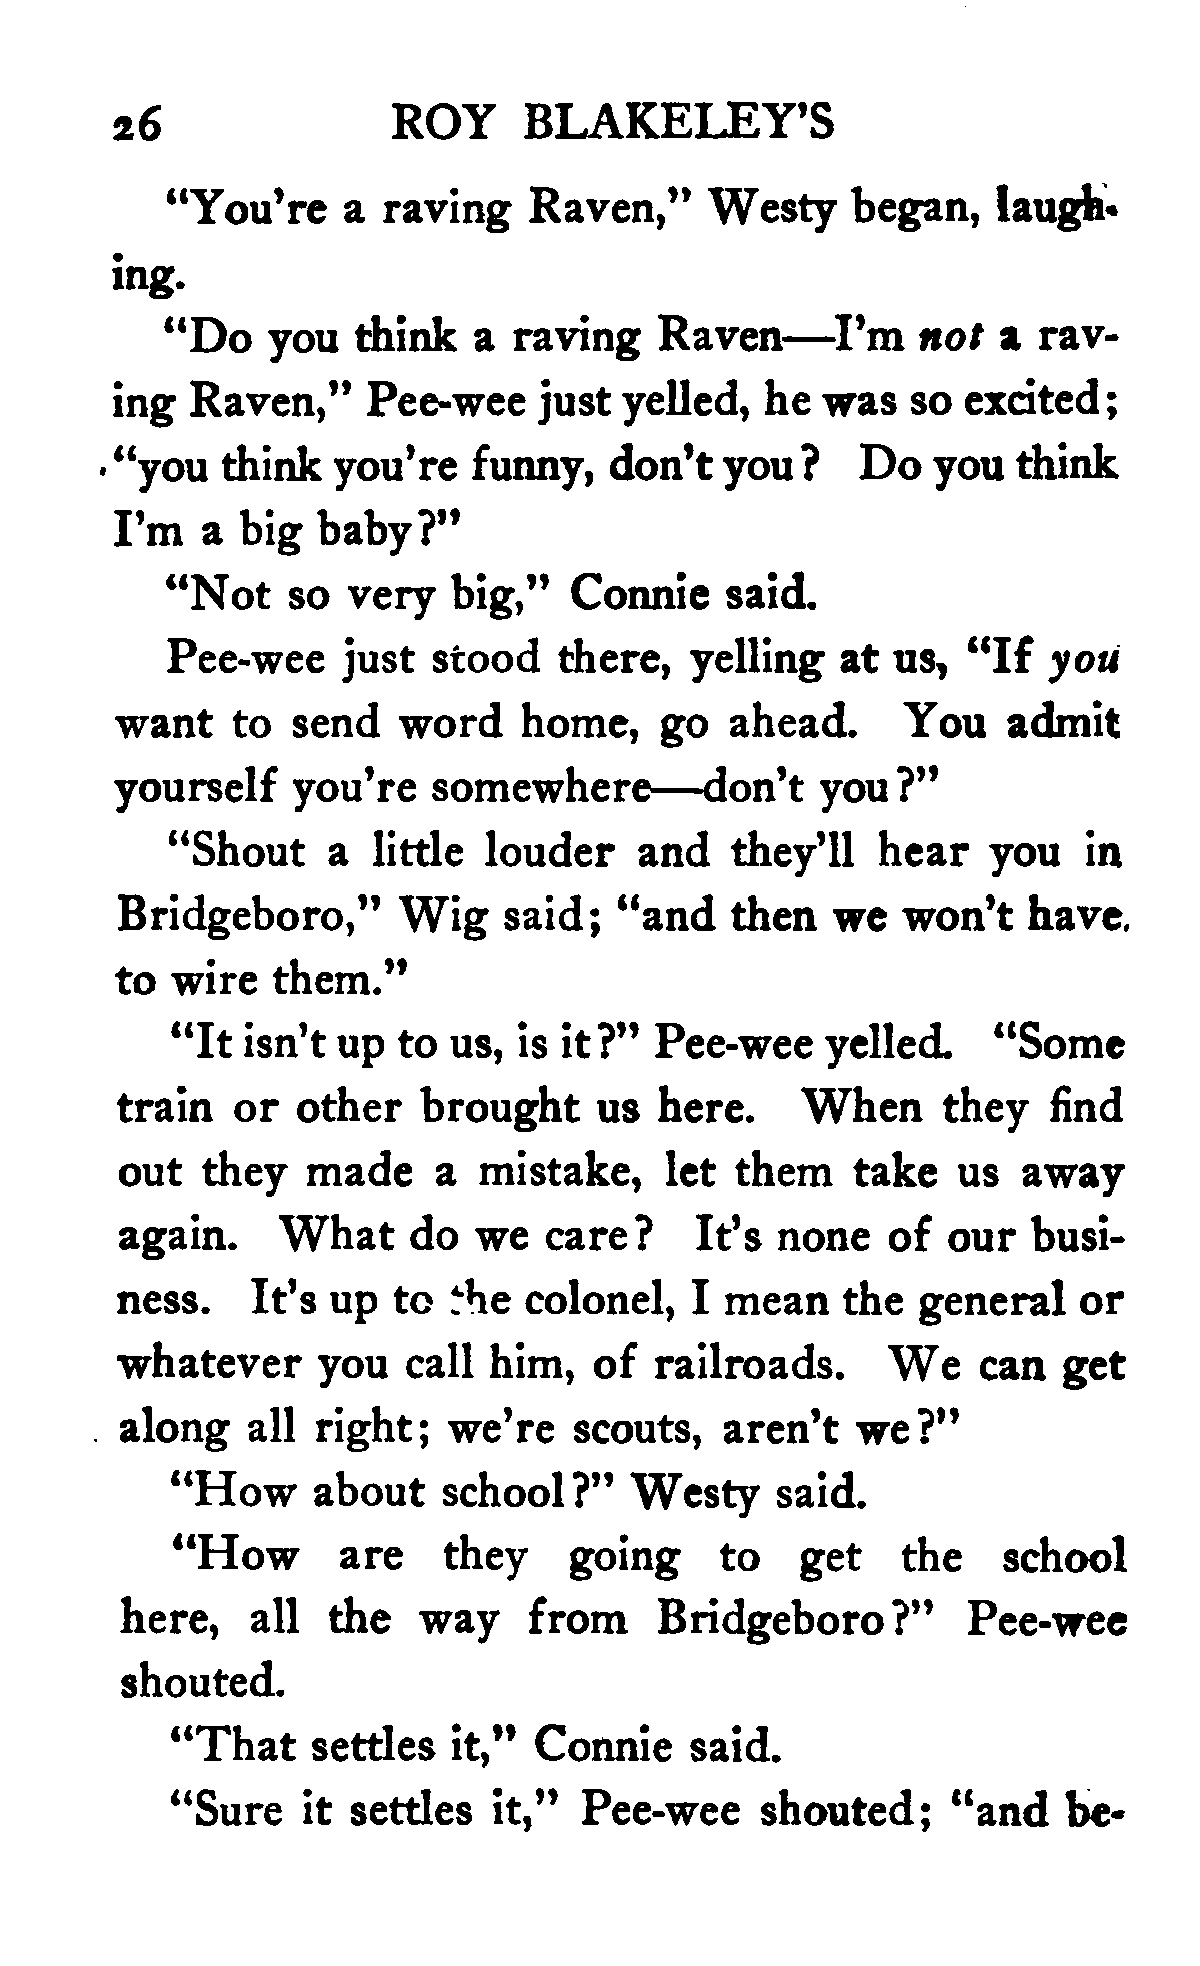 26 ROY BLAKELEY'S
"You're a raving Raven," Westy began, laugh-
ing.
"Do you think a raving Raven—I'm not a rav-
ing Raven," Pee-wee just yelled, he was so excited;
"you think you're funny, don't you? Do you think
I'm a big baby?"
"Not so very big," Connie said.
Pee-wee just stood there, yelling at us, "If you
want to send word home, go ahead. You admit
yourself you're somewhere—don't you?"
"Shout a little louder and they'll hear you in
Bridgeboro," Wig said; "and then we won't have
to wire them."
"It isn't up to us, is it?" Pee-wee yelled. "Some
train or other brought us here. When they find
out they made a mistake, let them take us away
again. What do we care? It's none of our busi-
ness. It's up to the colonel, I mean the general or
whatever you call him, of railroads. We can get
along all right; we're scouts, aren't we?"
"How about school?" Westy said.
"How are they going to get the school
here, all the way from Bridgeboro?" Pee-wee
shouted.
"That settles it," Connie said.
"Sure it settles it," Pee-wee shouted; "and be-